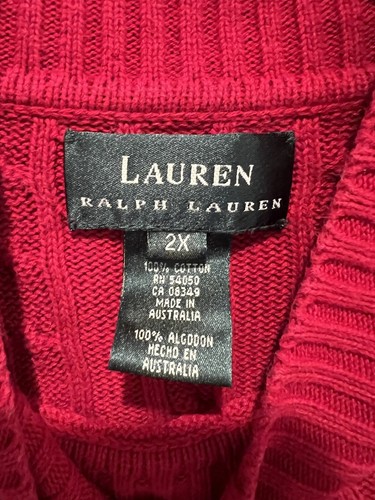 LAUREN
RALPH LAUREN
2X
100% COTTON
RN 54050
CA 08349
MADE IN
AUSTRALIA
100% ALGODON
HECHO EN
AUSTRALIA